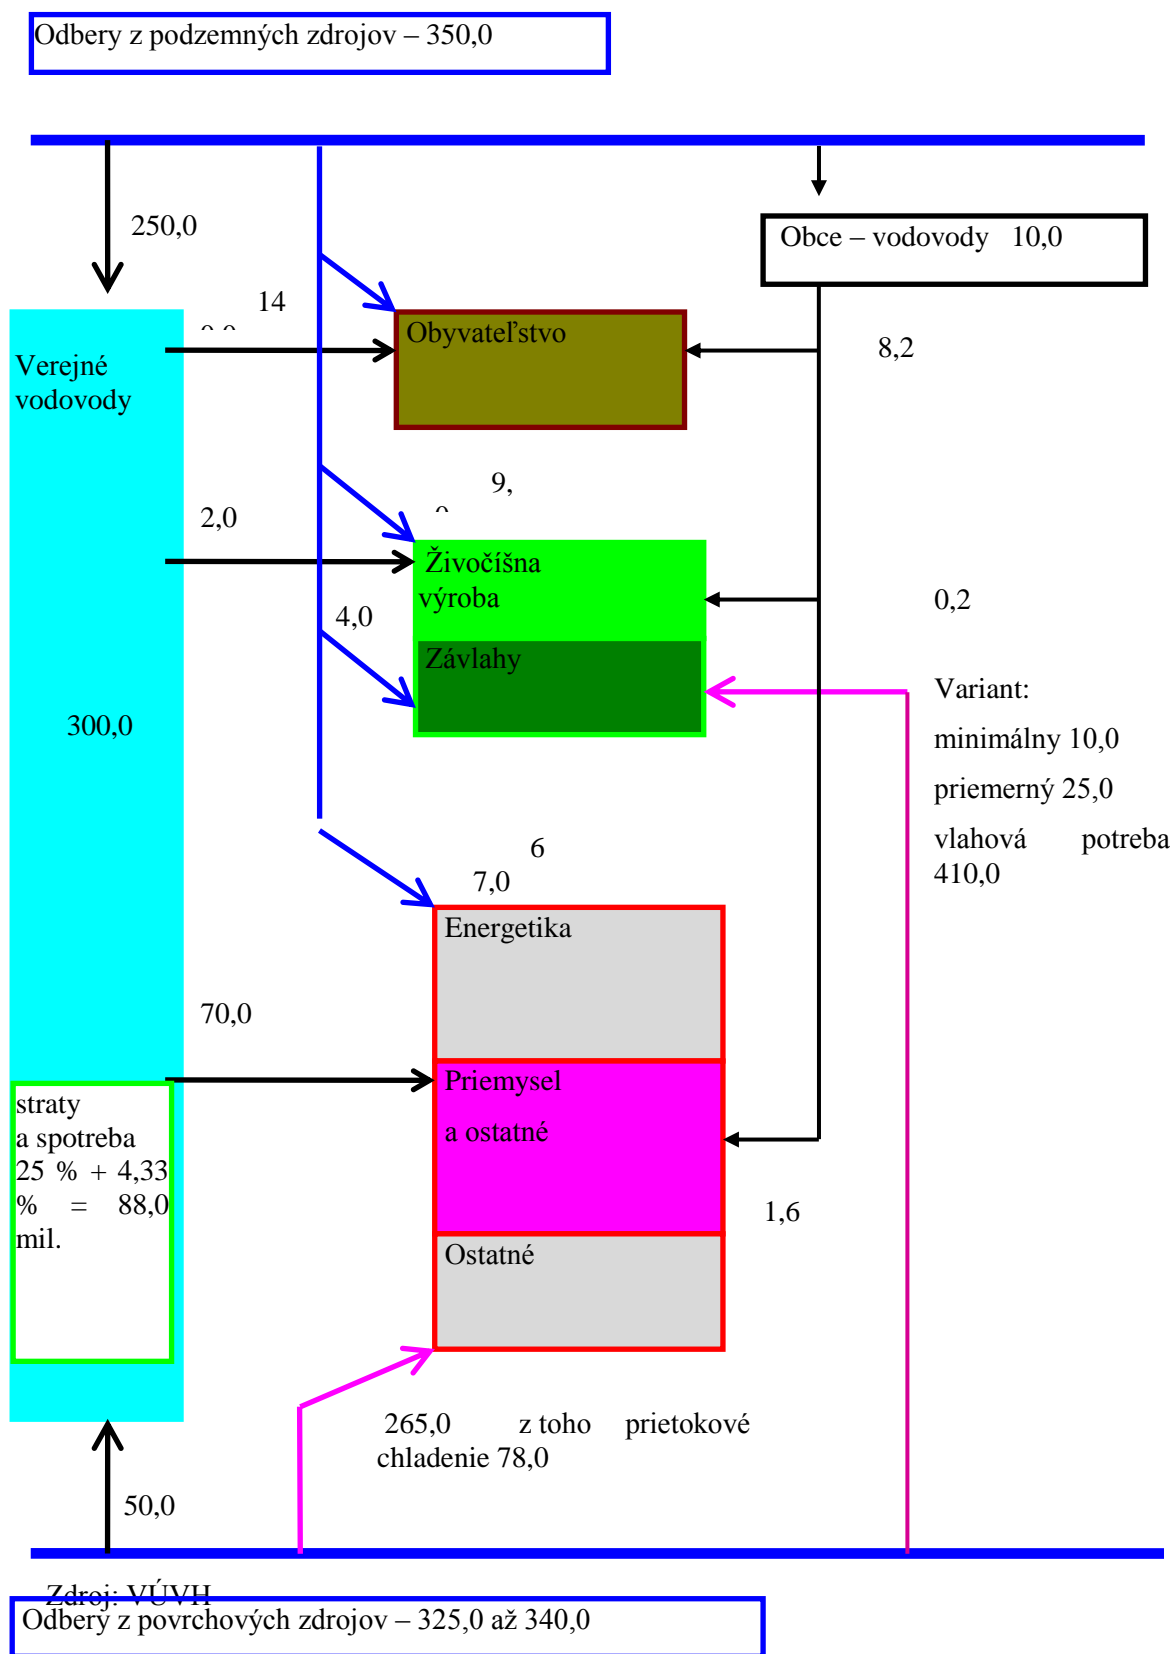 Odbery z podzemných zdrojov – 350,0
250,0
Obce – vodovody 10,0
14
Obyvateľstvo
8,2
Verejné
vodovody
9,
2,0
Živočíšna
výroba
0,2
4,0
Závlahy
Variant:
300,0
minimálny 10,0
priemerný 25,0
vlahová potreba
410,0
6
7,0
Energetika
70,0
Priemysel
a ostatné
straty
a spotreba
25 % + 4,33
% = 88,0
mil.
1,6
Ostatné
265,0 z toho prietokové
chladenie 78,0
50,0
Zdroj: VÚVH
Odbery z povrchových zdrojov – 325,0 až 340,0